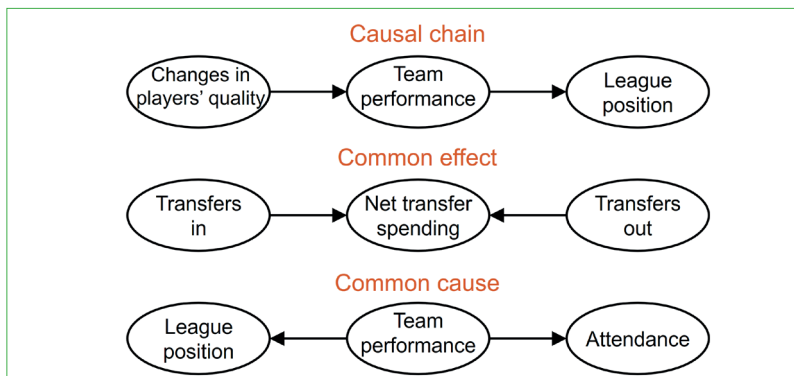 Causal chain
Changes in
players' quality
Team
performance
League
position
Common effect
Transfers
in
Net transfer
spending
Transfers
out
Common cause
League
position
Team
performance
Attendance